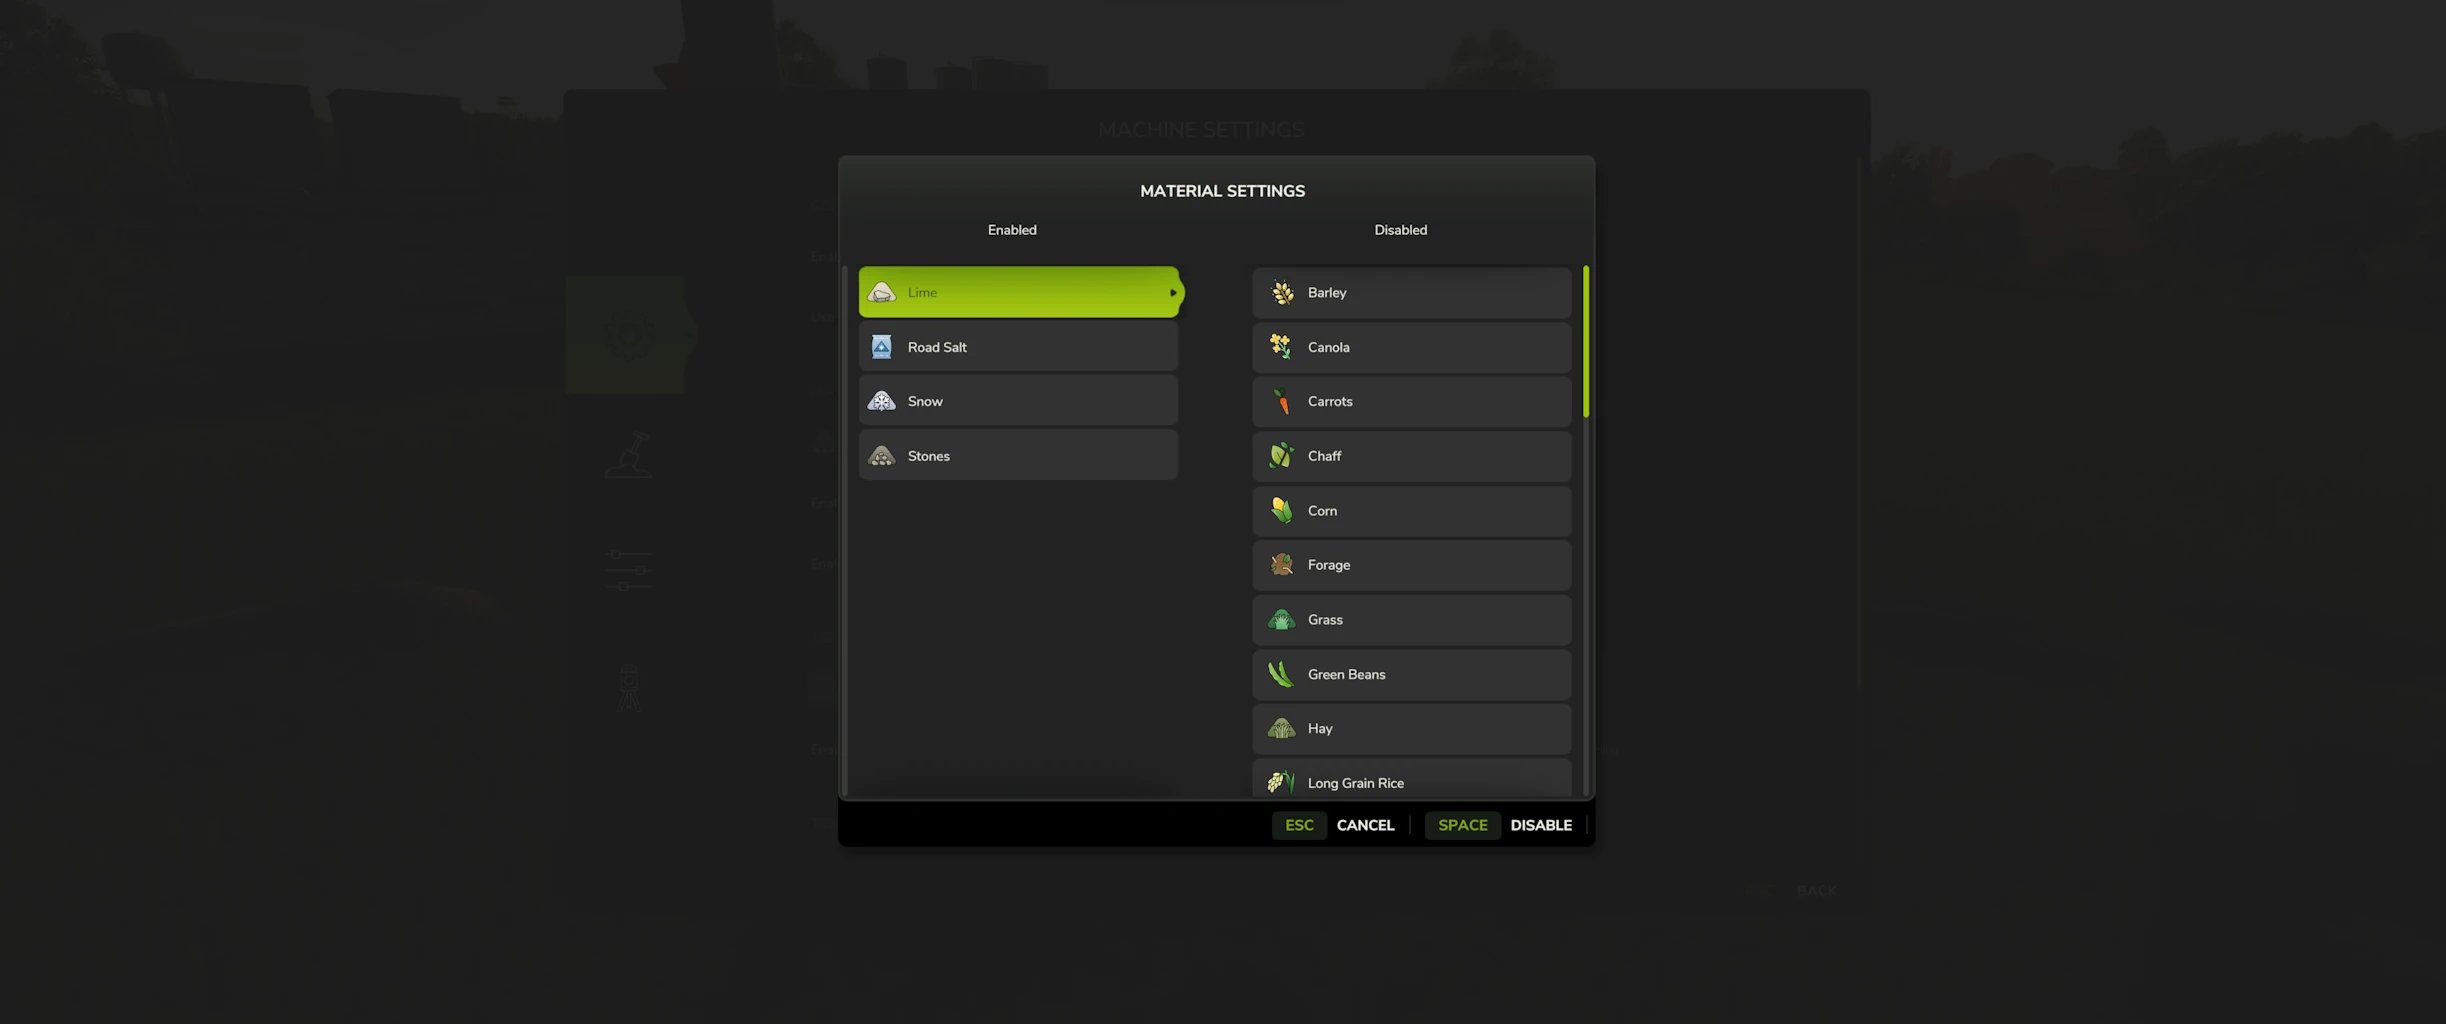 MACHINE SETTINGS
MATERIAL SETTINGS
Enabled
Disabled
Lime
Road Salt
Snow
Stones
Barley
Canola
Carrots
Chaff
Corn
Forage
Grass
Green Beans
Hay
Long Grain Rice
ESC CANCEL
SPACE DISABLE
BACK